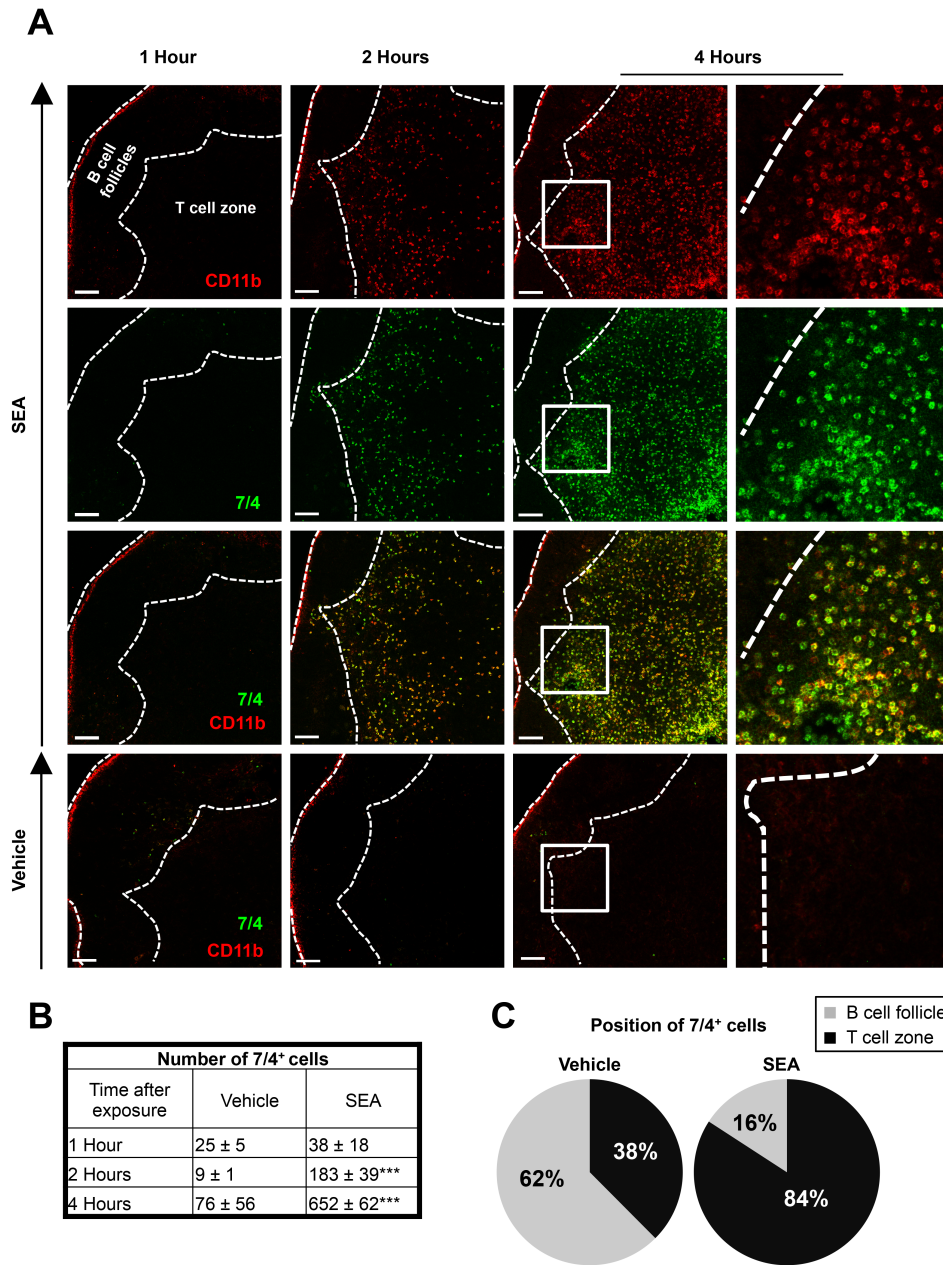 A
1 Hour
2 Hours
4 Hours
SEA
B cell
follicles
T cell zone
CD11b
7/4
7/4
CD11b
Vehicle
7/4
CD11b
B
Number of 7/4+ cells
Time after
exposure
Vehicle
SEA
1 Hour
25 ± 5
38 ± 18
2 Hours
9 ± 1
183 ± 39***
4 Hours
76 ± 56
652 ± 62***
C
Position of 7/4+ cells
B cell follicle
T cell zone
Vehicle
SEA
62%
38%
16%
84%